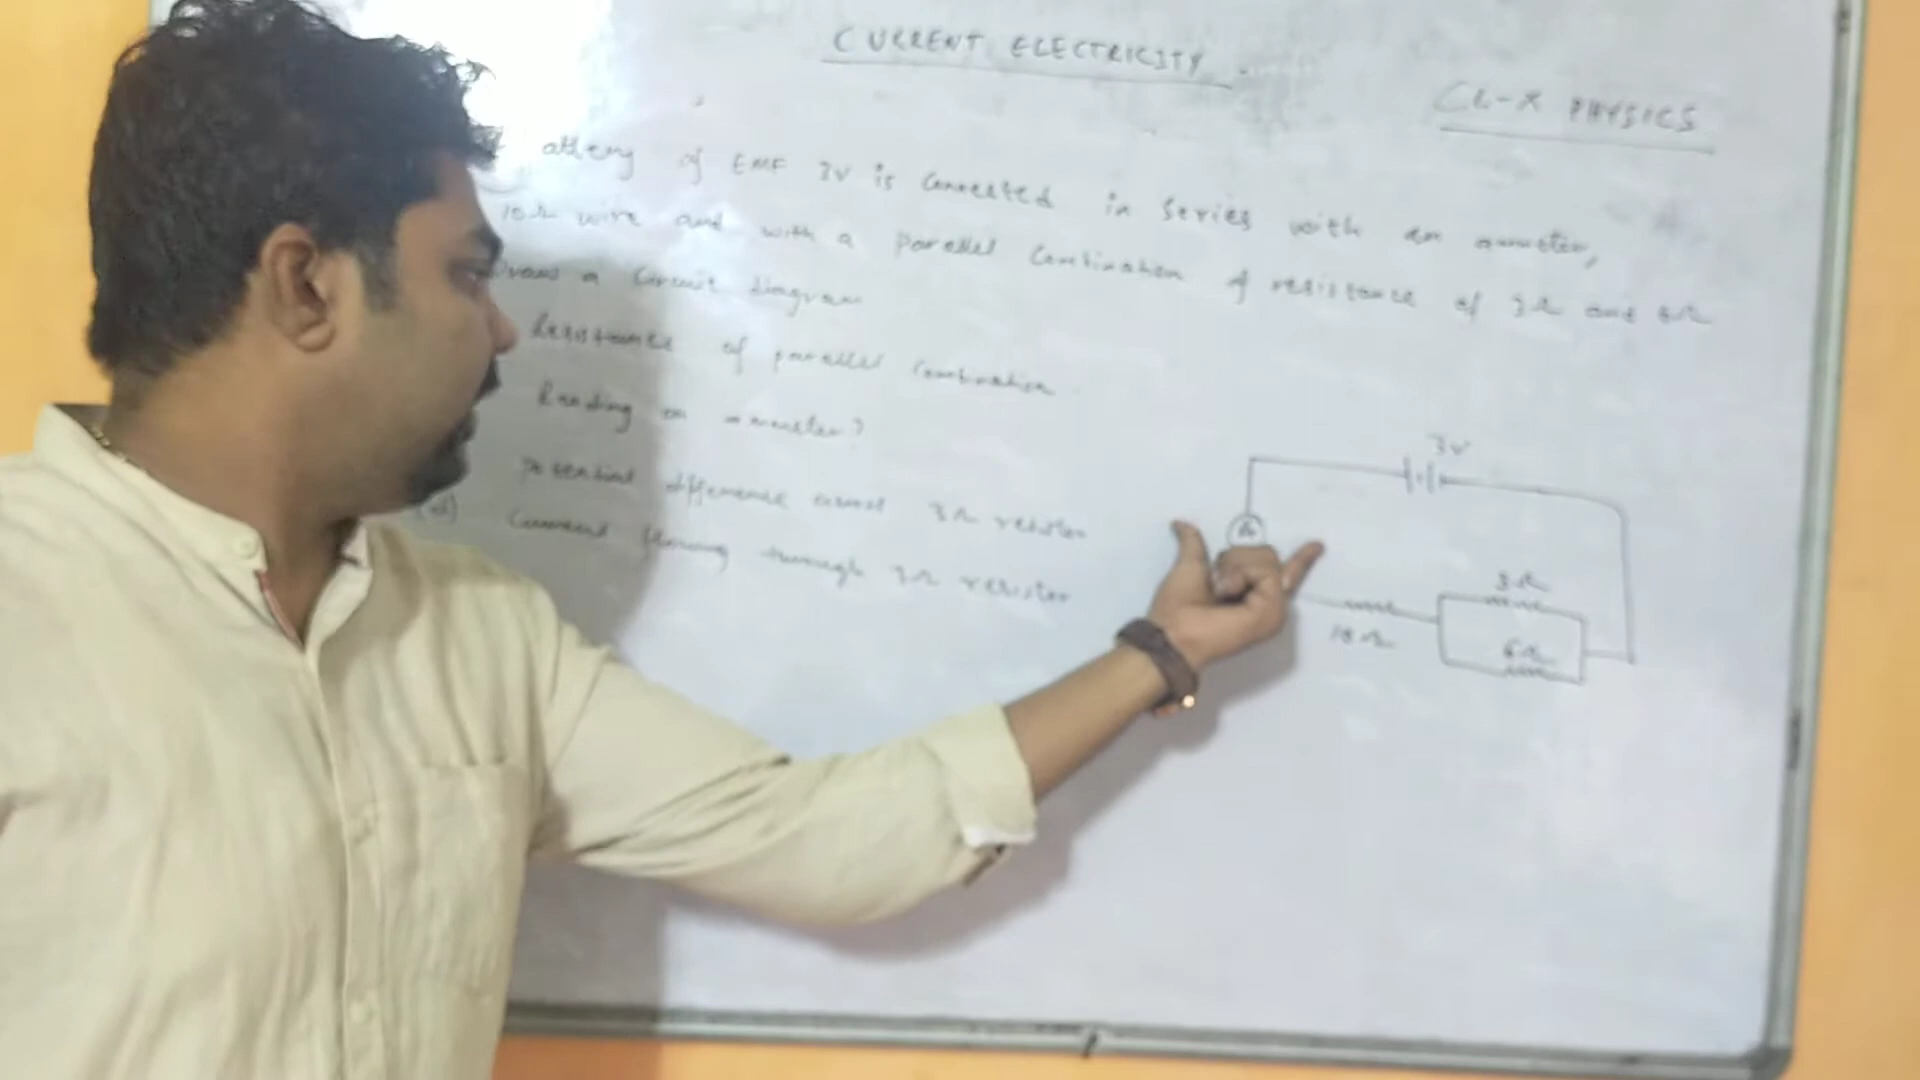 CURRENT ELECTRICITY.
CL-X PHYSICS
attery of EMF 3V is Connected in Series with an ammeter,
10Ω wire and with a parallel Combination of resistance of 3Ω and 6Ω
Draw a Circuit diagram
Resistance of parallel Combination
Reading on ammeter?
Potential difference across 3Ω resistor
Current flowing through 3Ω resistor
3V
A
10Ω
3Ω
6Ω